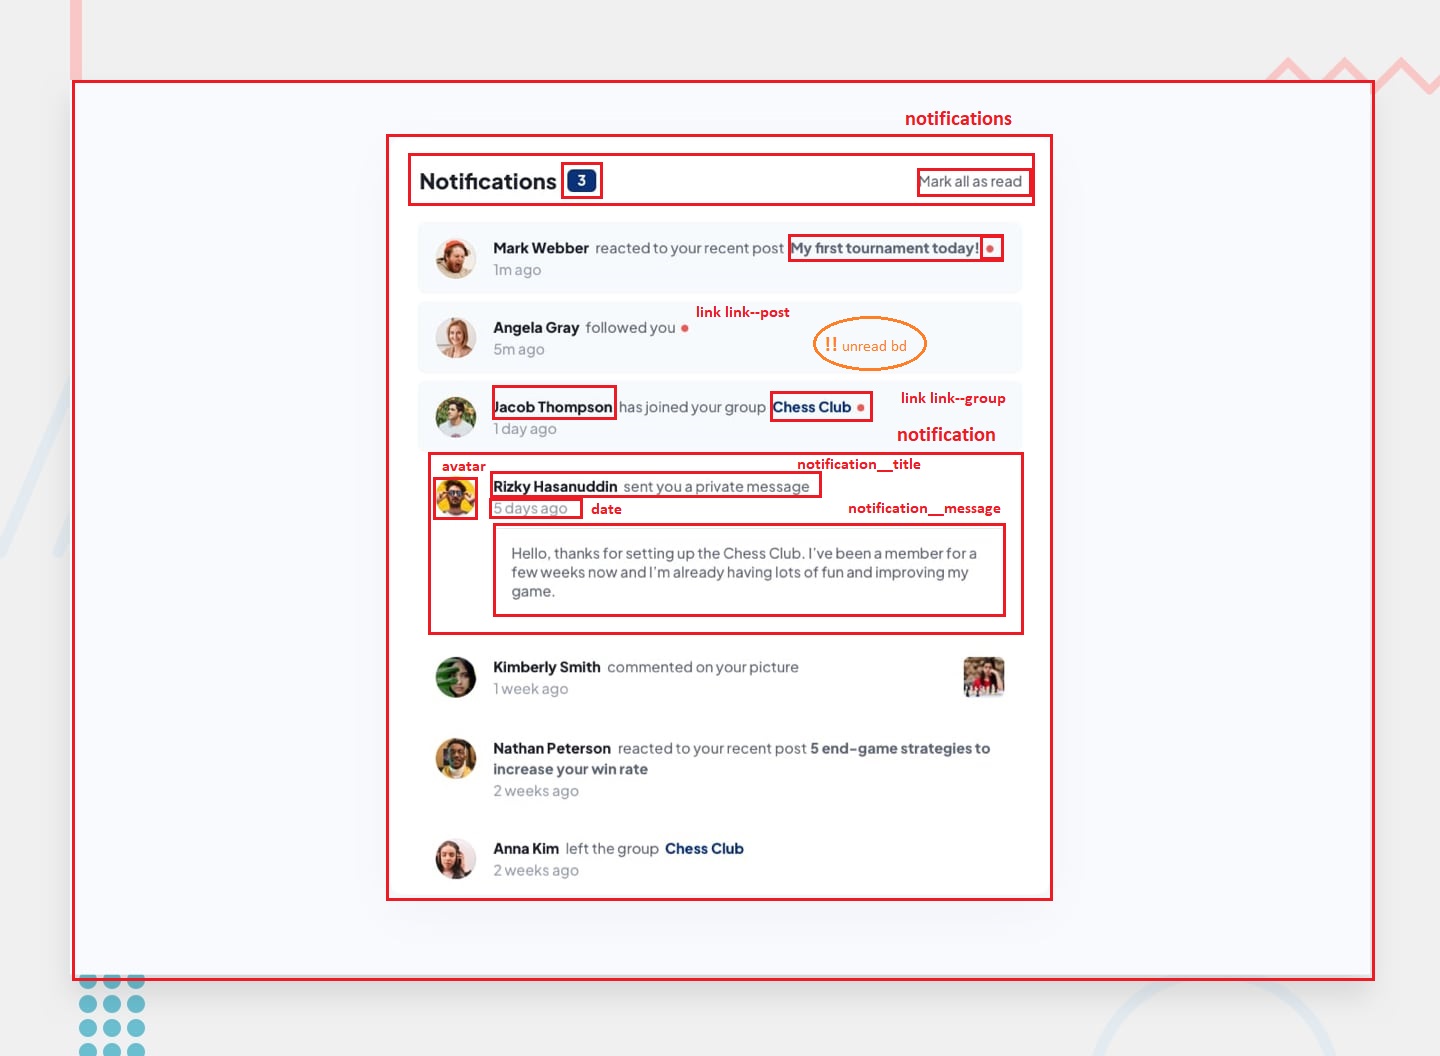 notifications
Notifications 3 Mark all as read
Mark Webber reacted to your recent post My first tournament today!
1m ago
link link--post
Angela Gray followed you
!! unread bd
5m ago
link link--group
Jacob Thompson has joined your group Chess Club
1 day ago
notification
avatar
notification__title
Rizky Hasanuddin sent you a private message
5 days ago
date
notification__message
Hello, thanks for setting up the Chess Club. I've been a member for a
few weeks now and I'm already having lots of fun and improving my
game.
Kimberly Smith commented on your picture
1 week ago
Nathan Peterson reacted to your recent post 5 end-game strategies to
increase your win rate
2 weeks ago
Anna Kim left the group Chess Club
2 weeks ago